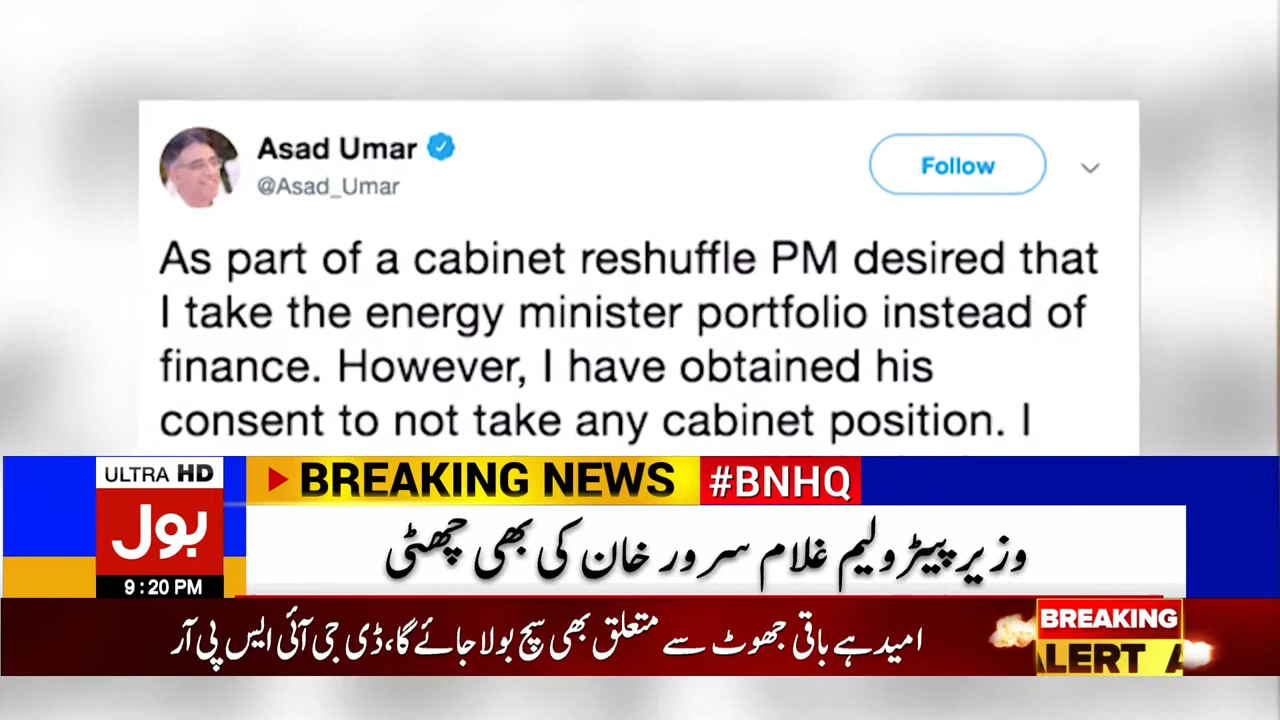 Asad Umar
@Asad_Umar
Follow
As part of a cabinet reshuffle PM desired that
I take the energy minister portfolio instead of
finance. However, I have obtained his
consent to not take any cabinet position. I
ULTRA HD
بول
9:20 PM
BREAKING NEWS
#BNHQ
وزیر پیٹرولیم غلام سرور خان کی بھی چھٹی
امید ہے باقی جھوٹ سے متعلق بھی سچ بولا جائے گا، ڈی جی آئی ایس پی آر
BREAKING
LERT A